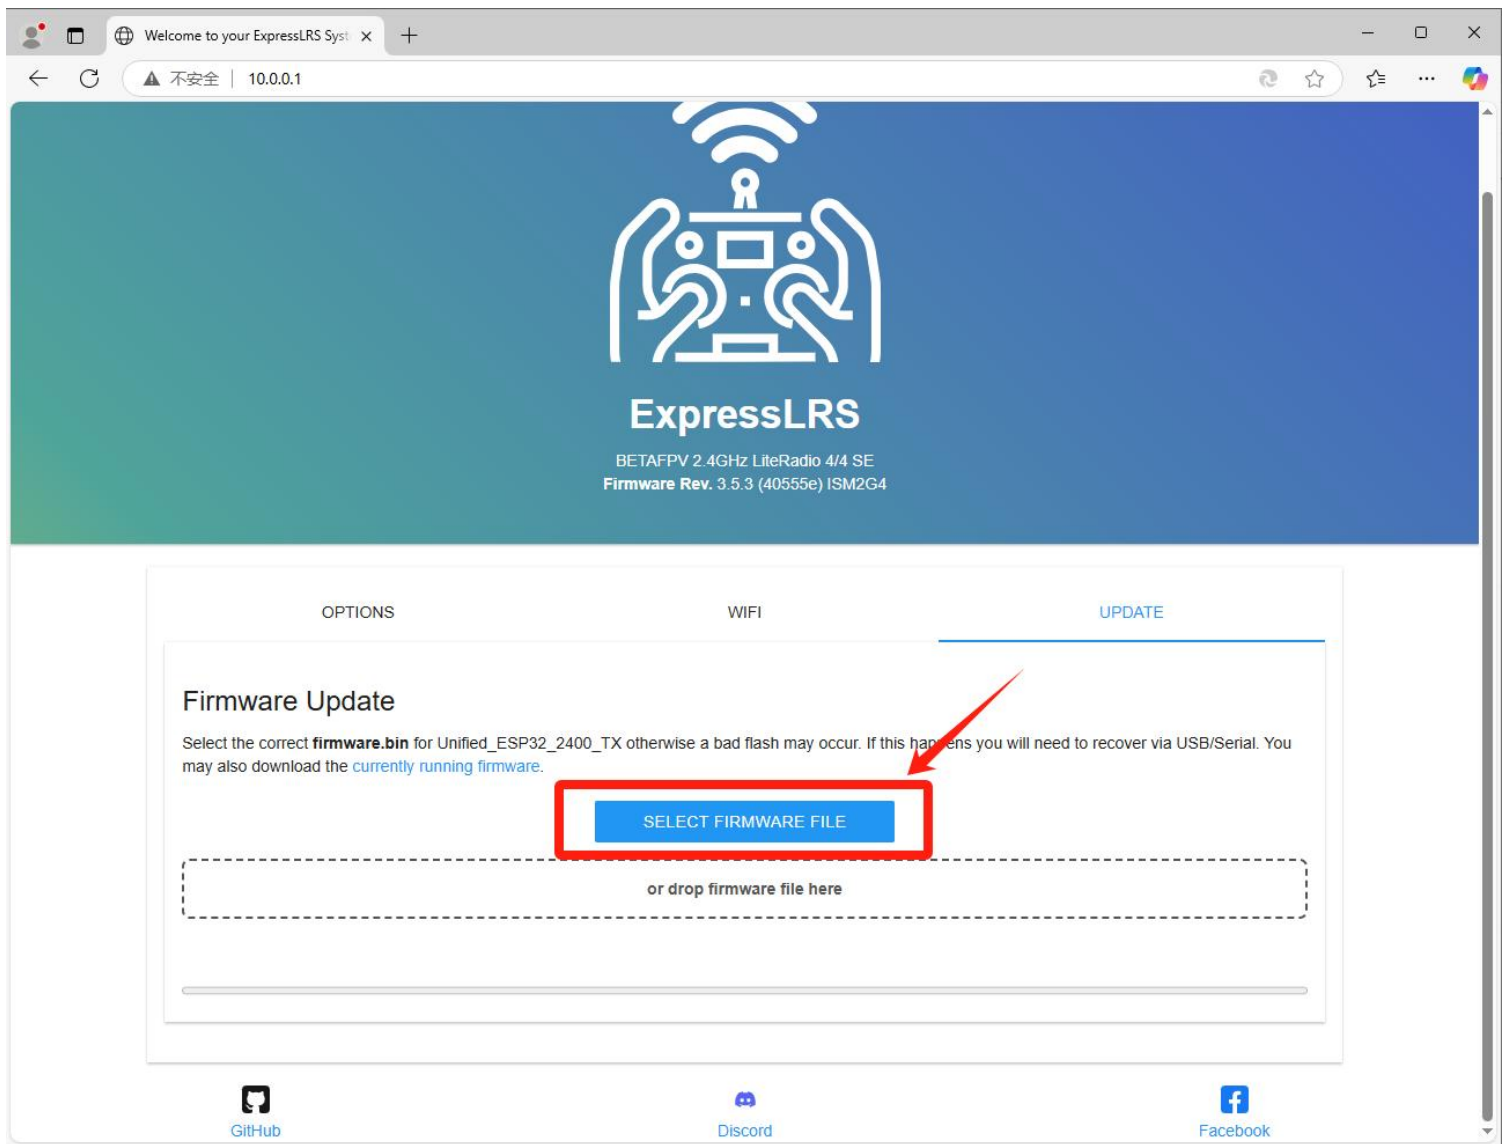 Welcome to your ExpressLRS Syst
不安全 | 10.0.0.1
ExpressLRS
BETAFPV 2.4GHz LiteRadio 4/4 SE
Firmware Rev. 3.5.3 (40555e) ISM2G4
OPTIONS WIFI UPDATE
Firmware Update
Select the correct firmware.bin for Unified_ESP32_2400_TX otherwise a bad flash may occur. If this happens you will need to recover via USB/Serial. You
may also download the currently running firmware.
SELECT FIRMWARE FILE
or drop firmware file here
GitHub Discord Facebook